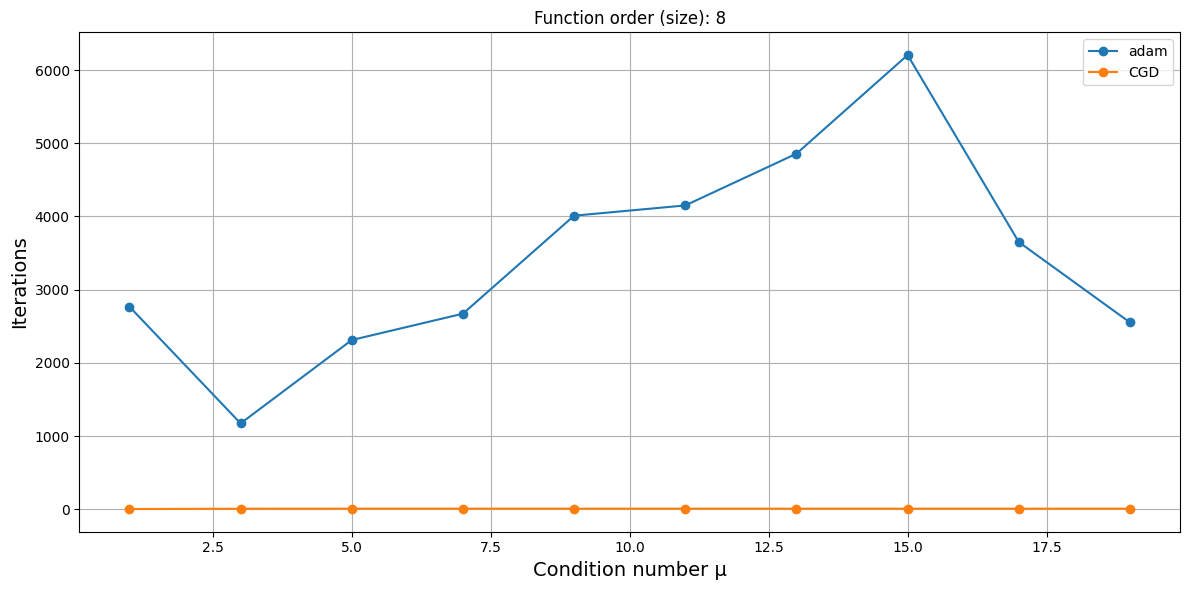 Function order (size): 8
adam
CGD
Iterations
6000
5000
4000
3000
2000
1000
0
2.5 5.0 7.5 10.0 12.5 15.0 17.5
Condition number μ